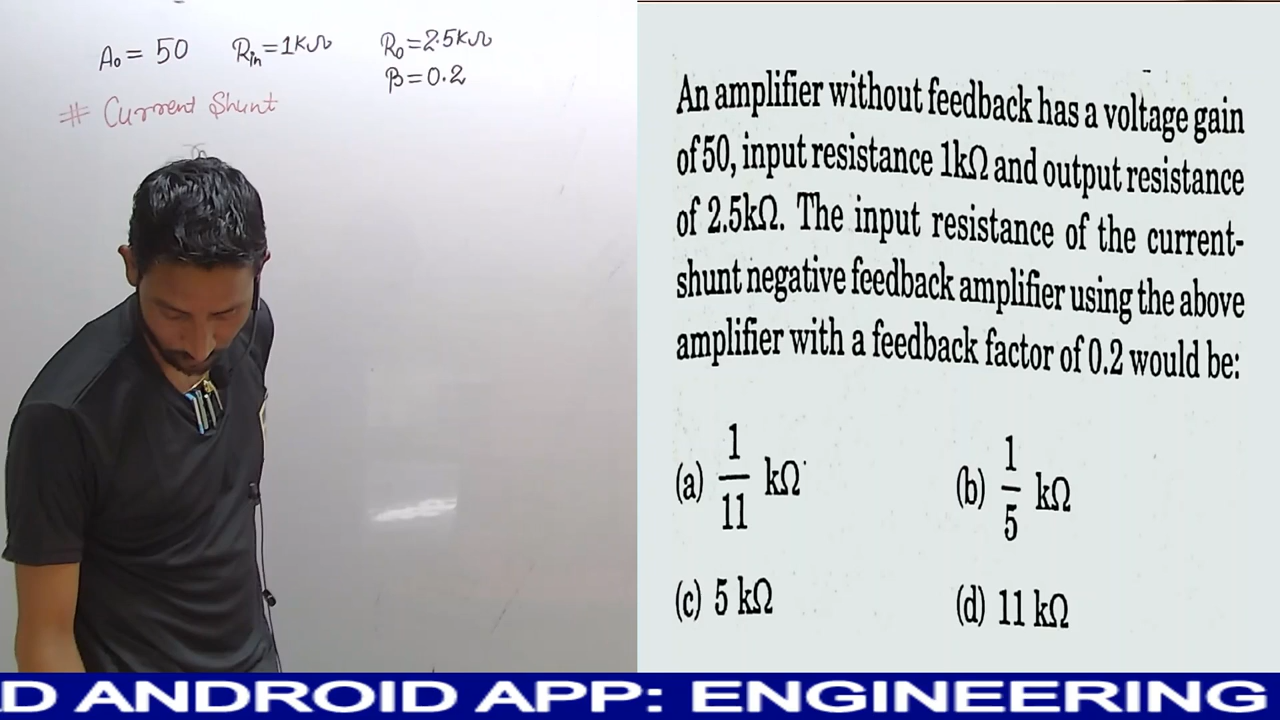 A₀ = 50 Rᵢₙ = 1KΩ R₀ = 2.5KΩ
β = 0.2
# Current Shunt
An amplifier without feedback has a voltage gain
of 50, input resistance 1kΩ and output resistance
of 2.5kΩ. The input resistance of the current-
shunt negative feedback amplifier using the above
amplifier with a feedback factor of 0.2 would be:
(a) 1/11 kΩ (b) 1/5 kΩ
(c) 5 kΩ (d) 11 kΩ
D ANDROID APP: ENGINEERING